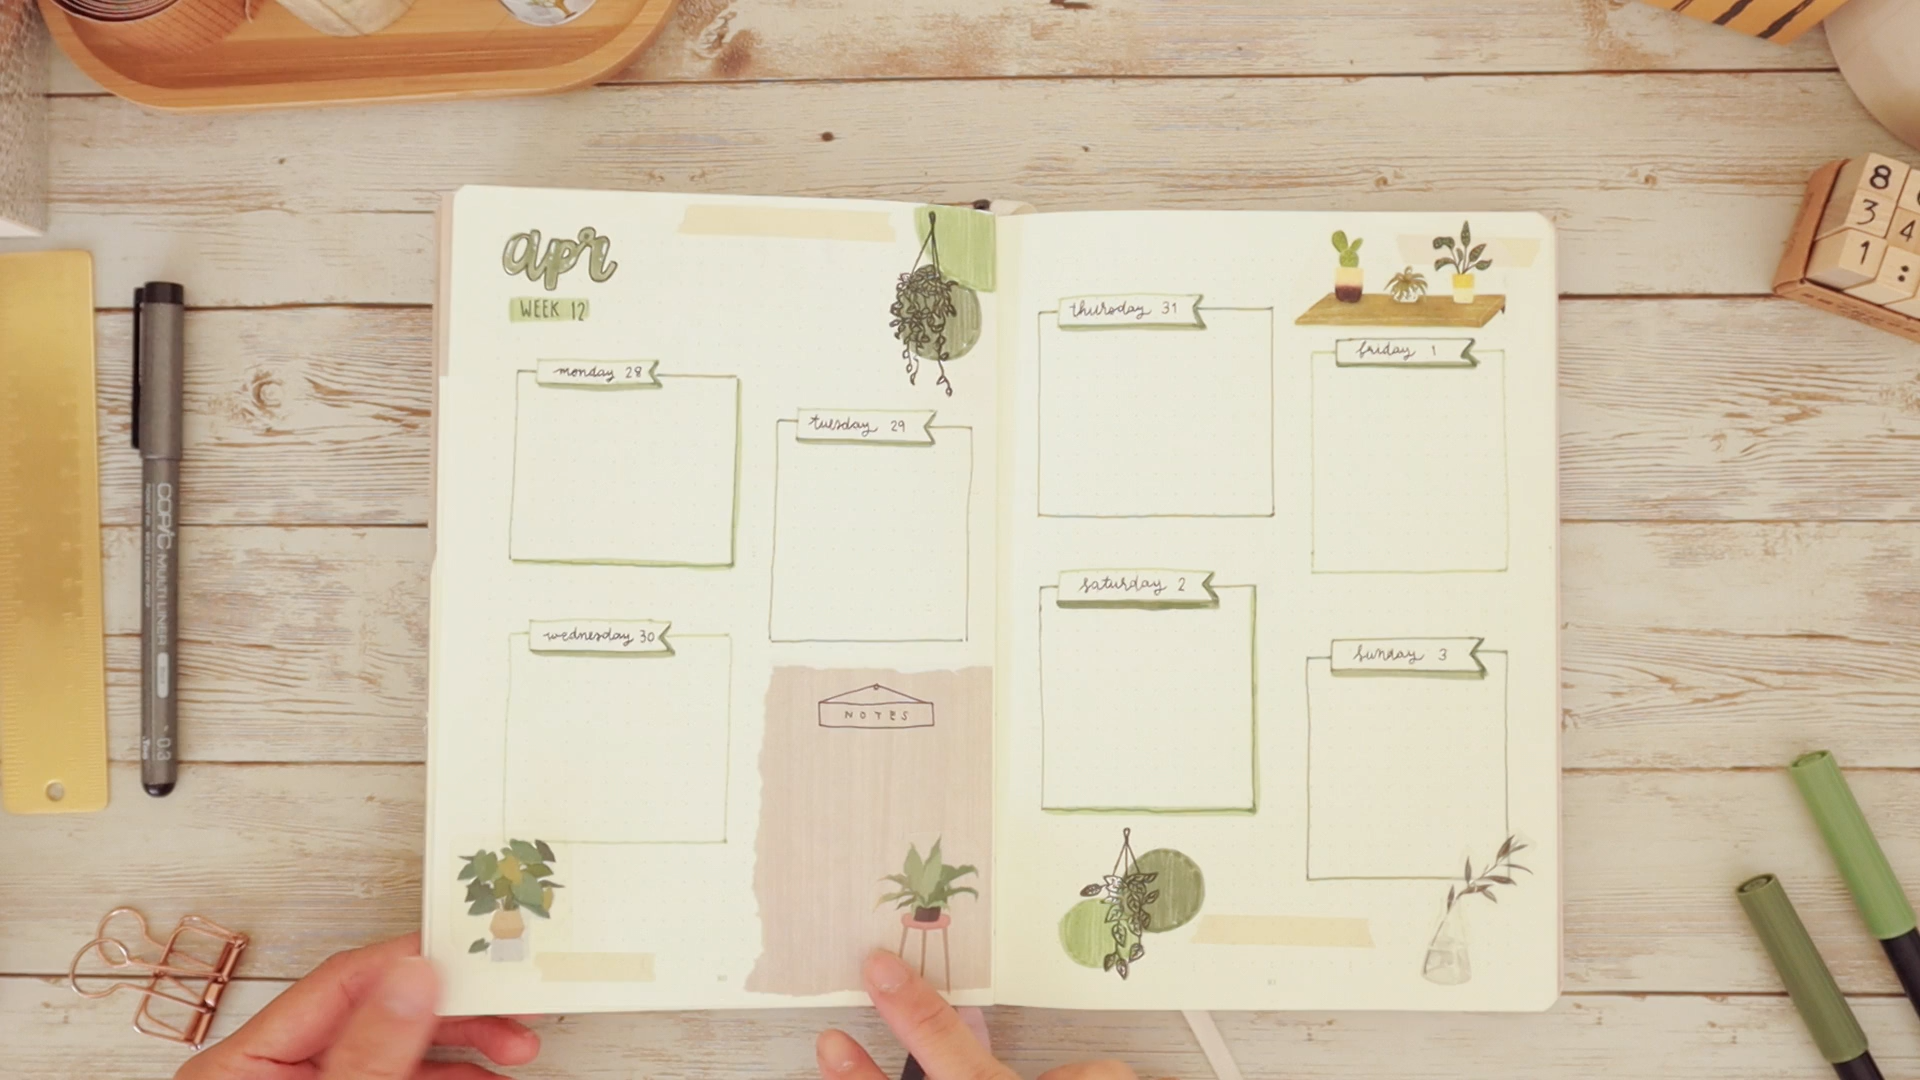 apr
WEEK 12
monday 28
tuesday 29
wednesday 30
NOTES
thursday 31
friday 1
saturday 2
sunday 3
COPIC MULTILINER
0.3
8
3 4
1 :